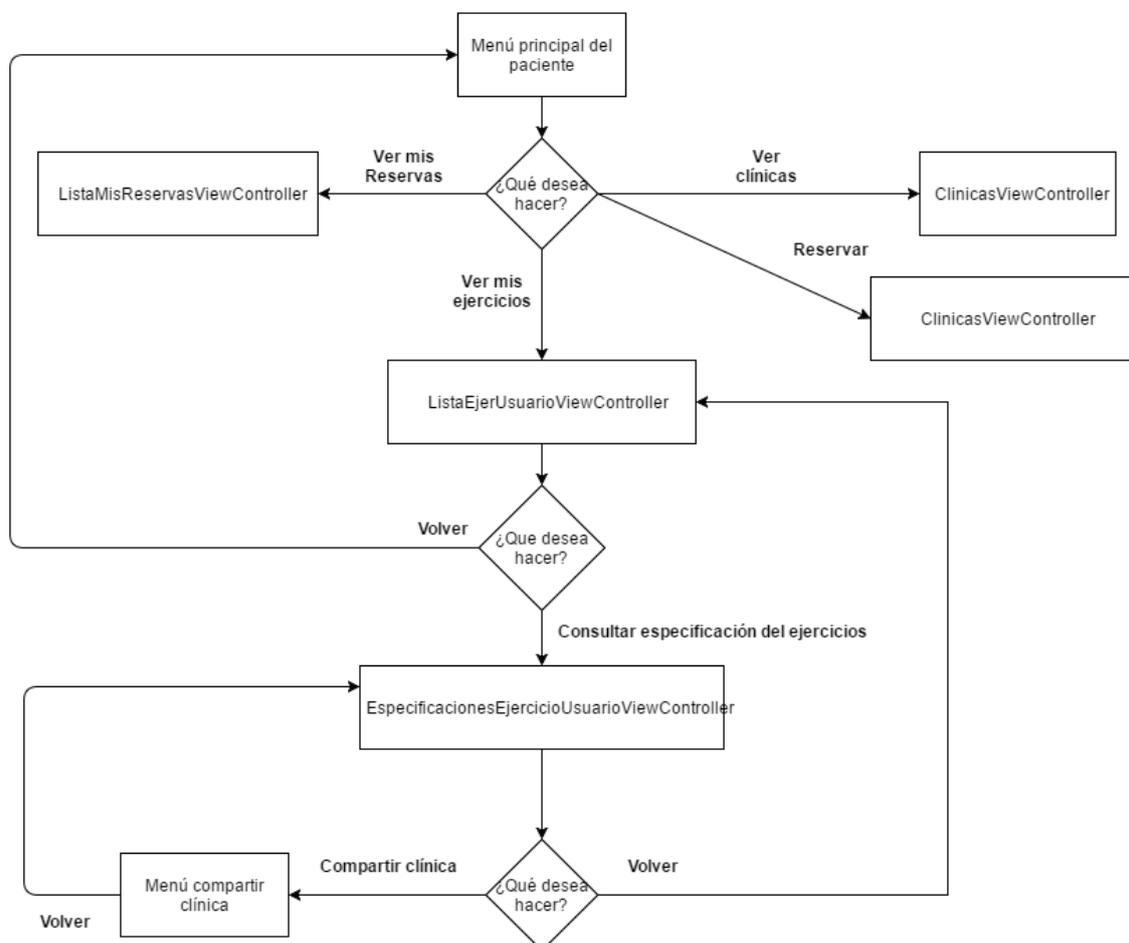 Menú principal del
paciente
Ver mis
Reservas
Ver
clínicas
ListaMisReservasViewController
¿Qué desea
hacer?
ClinicasViewController
Reservar
Ver mis
ejercicios
ClinicasViewController
ListaEjerUsuarioViewController
Volver
¿Que desea
hacer?
Consultar especificación del ejercicios
EspecificacionesEjercicioUsuarioViewController
Compartir clínica
Volver
Menú compartir
clínica
¿Qué desea
hacer?
Volver